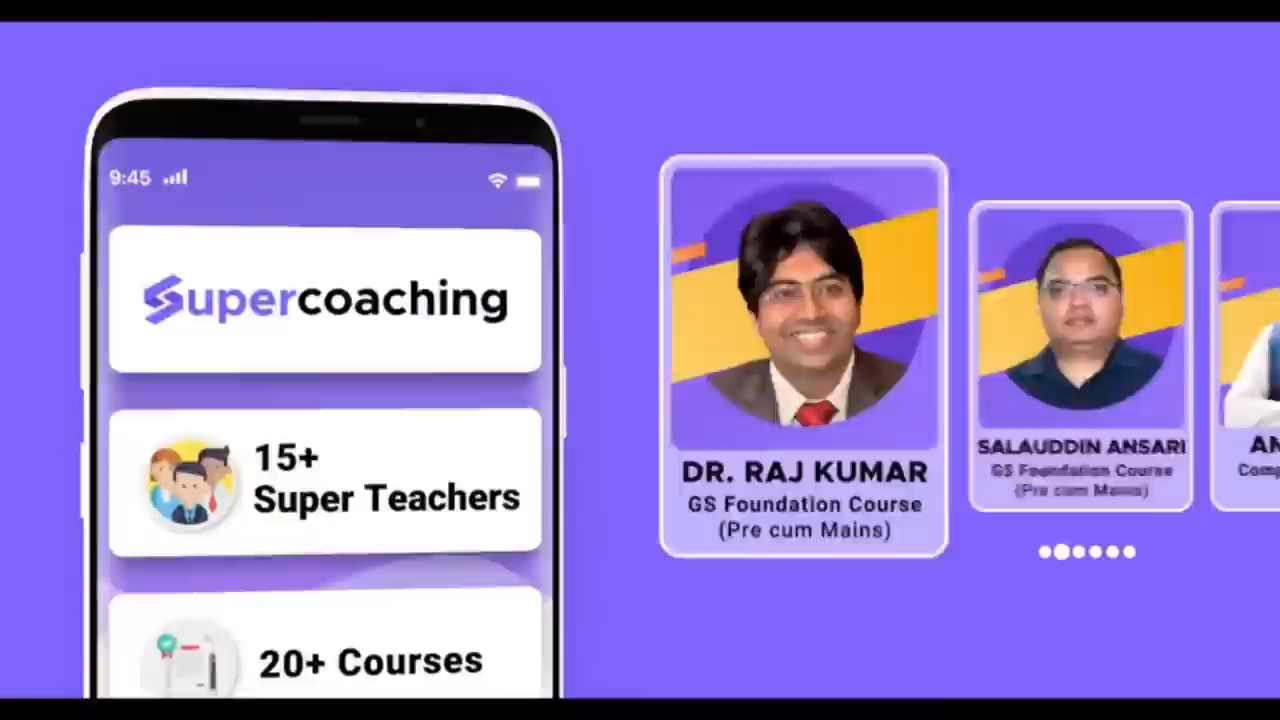 9:45
Supercoaching
15+
Super Teachers
20+ Courses
DR. RAJ KUMAR
GS Foundation Course
(Pre cum Mains)
SALAUDDIN ANSARI
GS Foundation Course
(Pre cum Mains)